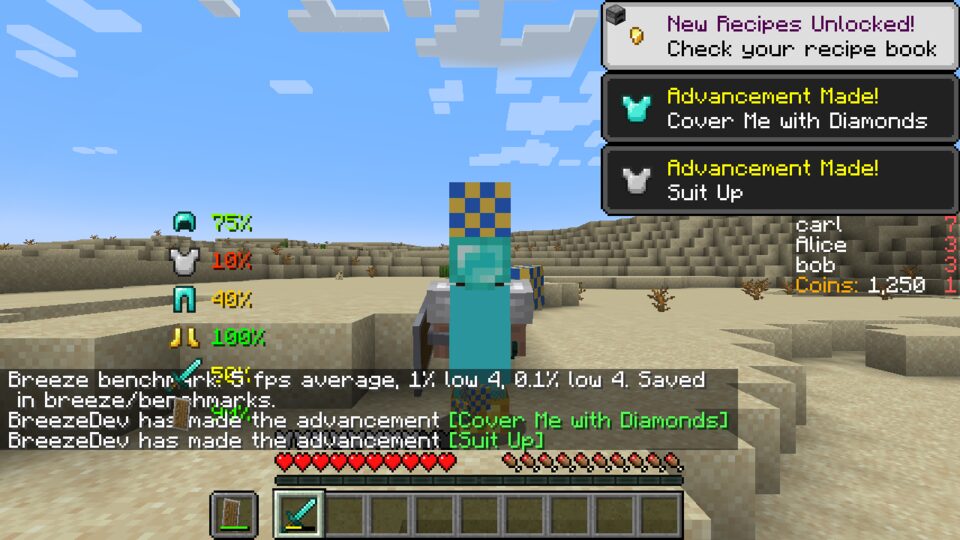 New Recipes Unlocked!
Check your recipe book
Advancement Made!
Cover Me with Diamonds
Advancement Made!
Suit Up
75%
10%
40%
100%
carl 7
Alice 3
bob 3
Coins: 1,250 1
Breeze benchmark: 5 fps average, 1% low 4, 0.1% low 4. Saved
in breeze/benchmarks.
BreezeDev has made the advancement [Cover Me with Diamonds]
BreezeDev has made the advancement [Suit Up]